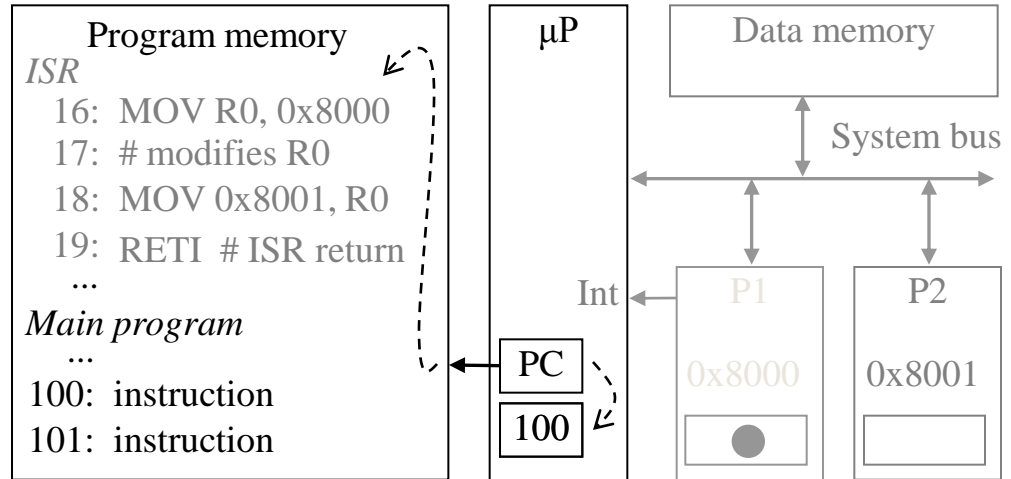 Program memory
ISR
16: MOV R0, 0x8000
17: # modifies R0
18: MOV 0x8001, R0
19: RETI # ISR return
...
Main program
...
100: instruction
101: instruction
μP
Int
PC
100
Data memory
System bus
P1
0x8000
P2
0x8001